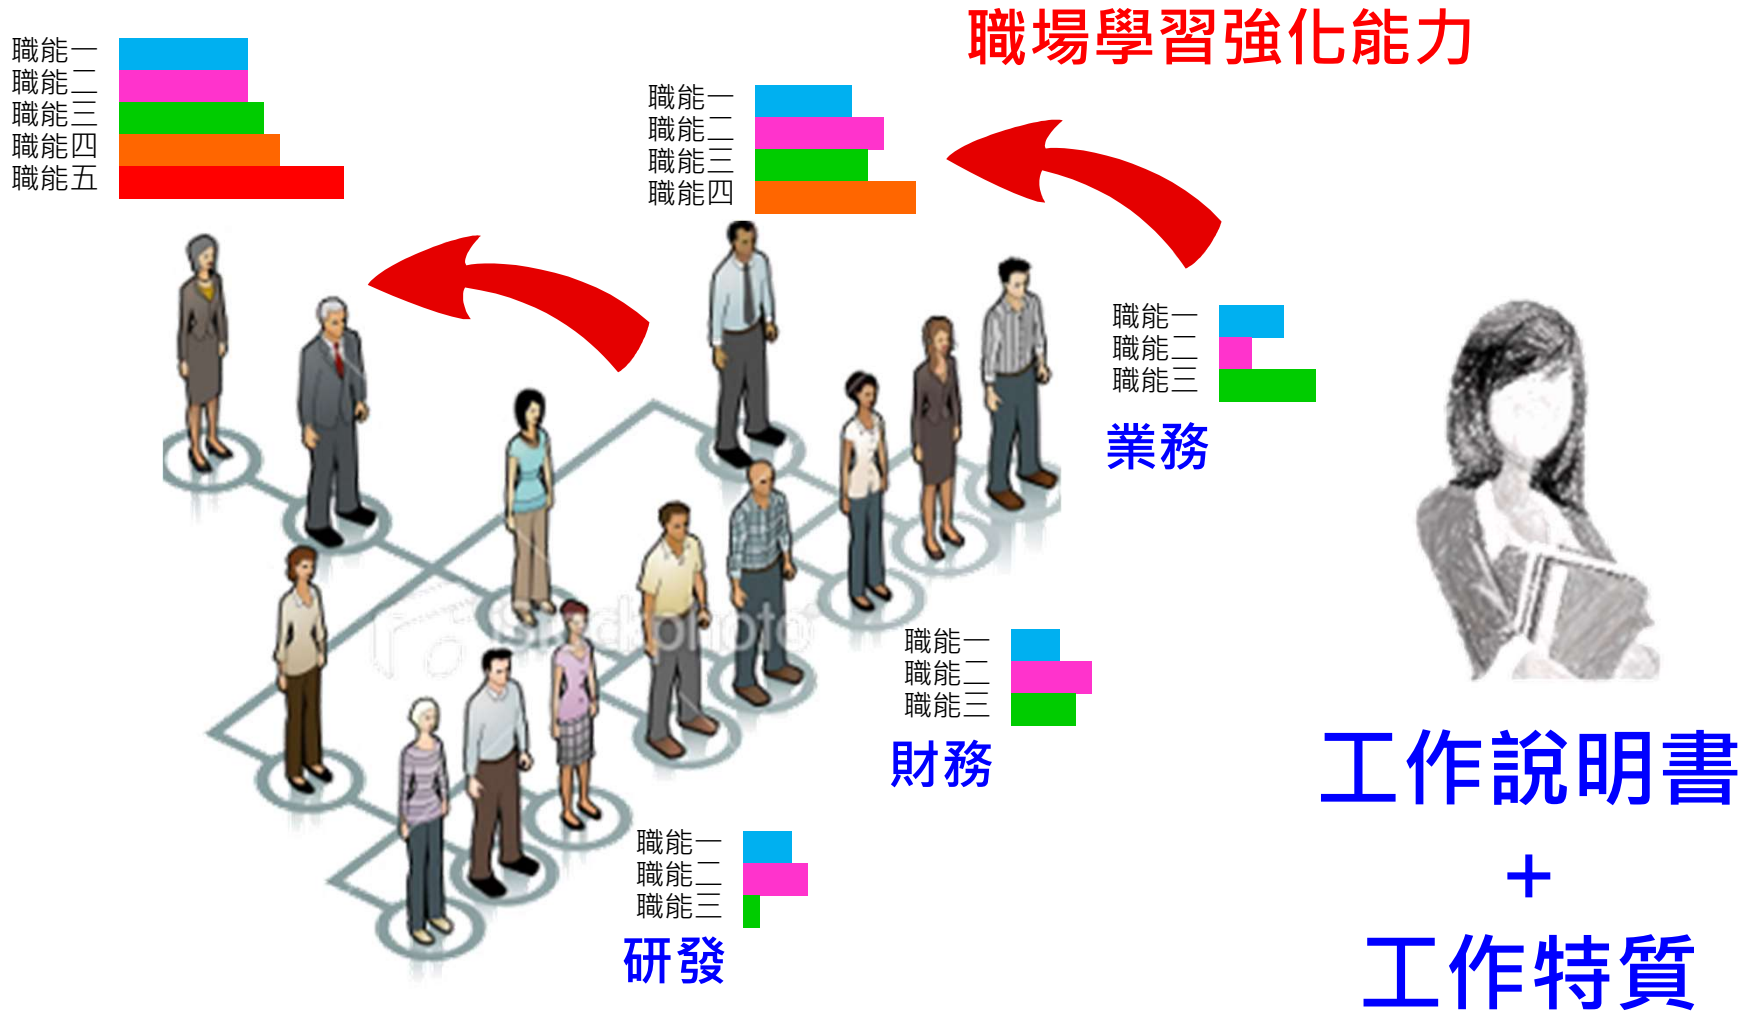 職場學習強化能力
職能一
職能二
職能三
職能四
職能五
職能一
職能二
職能三
職能四
職能一
職能二
職能三
業務
職能一
職能二
職能三
財務
職能一
職能二
職能三
研發
工作說明書
+
工作特質
iStockphoto